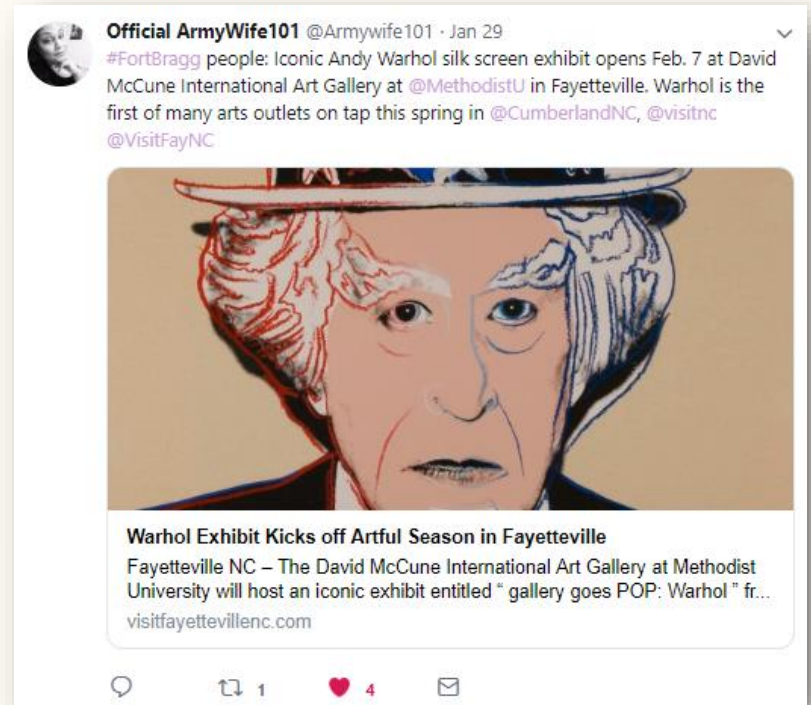 Official ArmyWife101 @Armywife101 · Jan 29
#FortBragg people: Iconic Andy Warhol silk screen exhibit opens Feb. 7 at David
McCune International Art Gallery at @MethodistU in Fayetteville. Warhol is the
first of many arts outlets on tap this spring in @CumberlandNC, @visitnc
@VisitFayNC
Warhol Exhibit Kicks off Artful Season in Fayetteville
Fayetteville NC – The David McCune International Art Gallery at Methodist
University will host an iconic exhibit entitled “ gallery goes POP: Warhol ” fr...
visitfayettevillenc.com
1 4